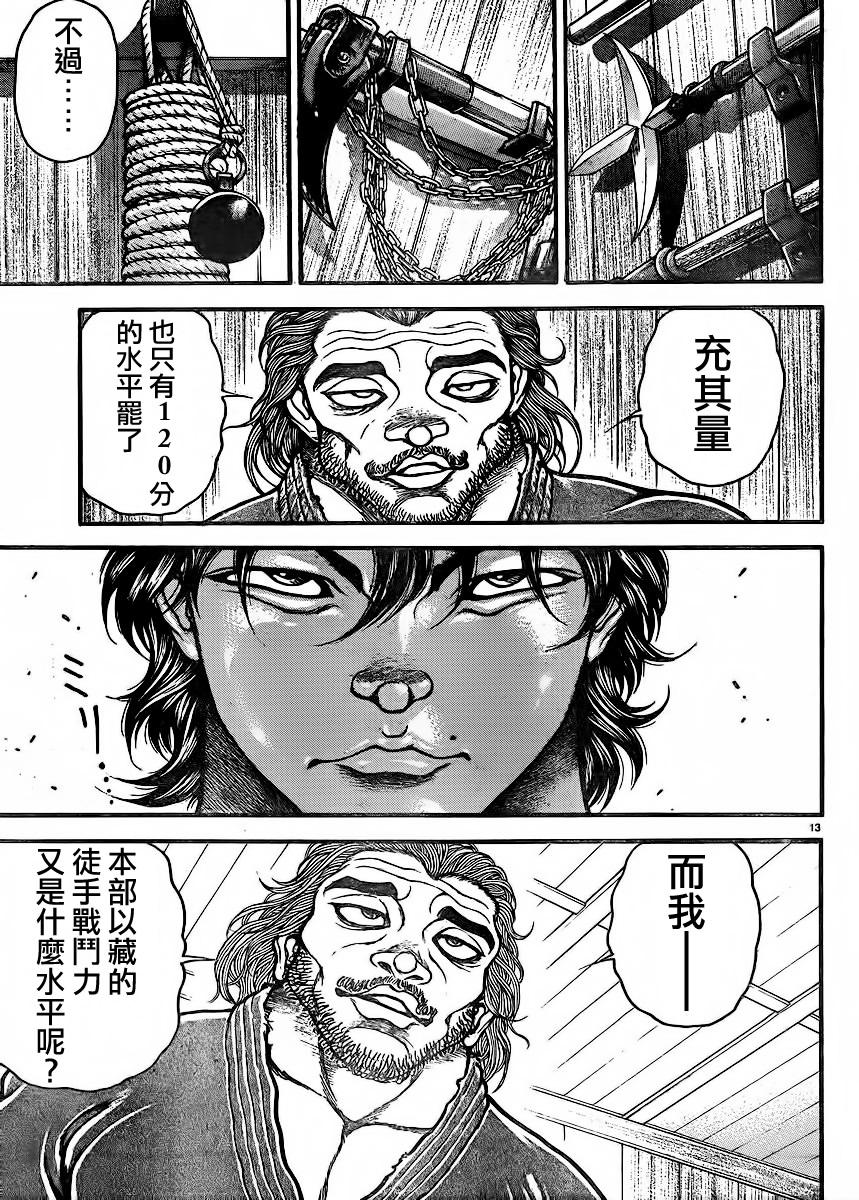 不過……
充其量
也只有120分
的水平罷了
ミリ…
13
而我—
本部以藏的
徒手戰鬥力
又是什麼水平呢?